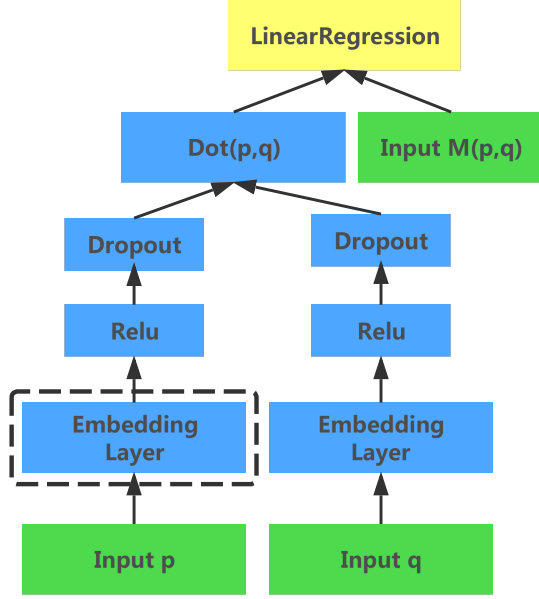 LinearRegression
Dot(p,q)
Input M(p,q)
Dropout
Dropout
Relu
Relu
Embedding
Layer
Embedding
Layer
Input p
Input q